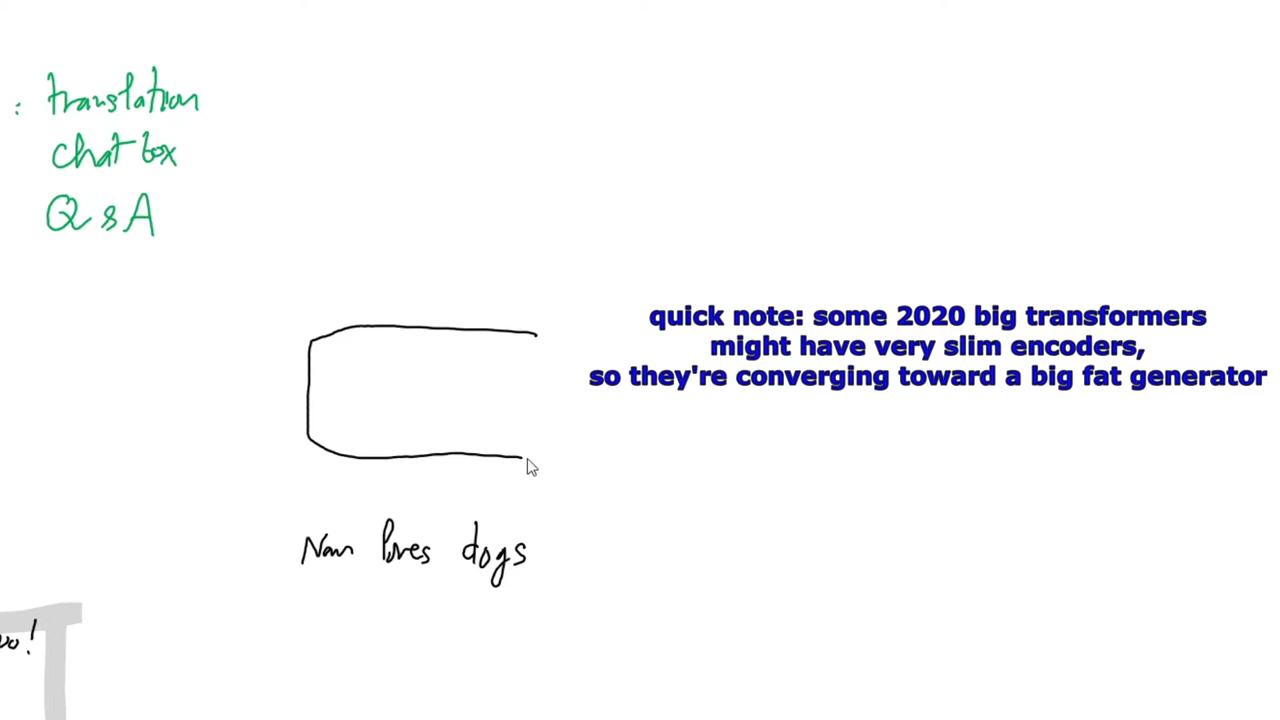 : translation
chat box
Q & A
quick note: some 2020 big transformers
might have very slim encoders,
so they're converging toward a big fat generator
Nam loves dogs